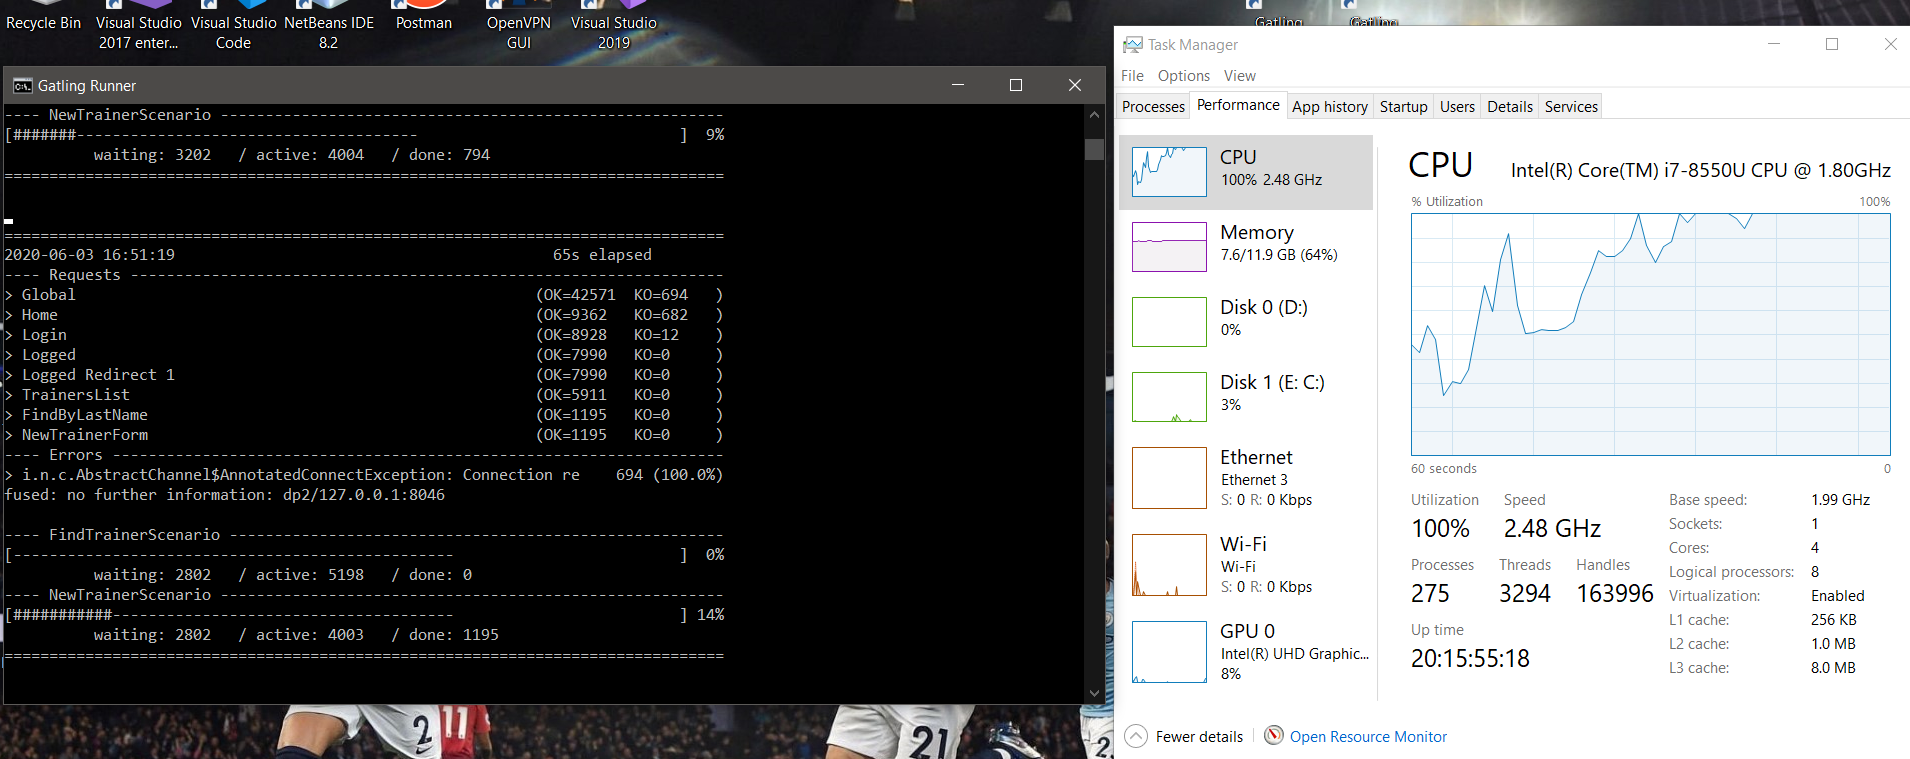 Recycle Bin
Visual Studio
2017 enter...
Visual Studio
Code
NetBeans IDE
8.2
Postman
OpenVPN
GUI
Visual Studio
2019
Gatling
Gatling
Gatling Runner
---- NewTrainerScenario --------------------------------------------------------
[#######--------------------------------------                              ]  9%
waiting: 3202   / active: 4004   / done: 794
================================================================================
================================================================================
2020-06-03 16:51:19                                          65s elapsed
---- Requests ------------------------------------------------------------------
> Global                                                   (OK=42571  KO=694   )
> Home                                                     (OK=9362   KO=682   )
> Login                                                    (OK=8928   KO=12    )
> Logged                                                   (OK=7990   KO=0     )
> Logged Redirect 1                                        (OK=7990   KO=0     )
> TrainersList                                             (OK=5911   KO=0     )
> FindByLastName                                           (OK=1195   KO=0     )
> NewTrainerForm                                           (OK=1195   KO=0     )
---- Errors --------------------------------------------------------------------
> i.n.c.AbstractChannel$AnnotatedConnectException: Connection re    694 (100.0%)
fused: no further information: dp2/127.0.0.1:8046
---- FindTrainerScenario -------------------------------------------------------
[-------------------------------------------------                         ]  0%
waiting: 2802   / active: 5198   / done: 0
---- NewTrainerScenario --------------------------------------------------------
[###########--------------------------------------                         ] 14%
waiting: 2802   / active: 4003   / done: 1195
================================================================================
Task Manager
File Options View
Processes Performance App history Startup Users Details Services
CPU
100% 2.48 GHz
Memory
7.6/11.9 GB (64%)
Disk 0 (D:)
0%
Disk 1 (E: C:)
3%
Ethernet
Ethernet 3
S: 0 R: 0 Kbps
Wi-Fi
Wi-Fi
S: 0 R: 0 Kbps
GPU 0
Intel(R) UHD Graphic...
8%
CPU Intel(R) Core(TM) i7-8550U CPU @ 1.80GHz
% Utilization 100%
60 seconds 0
Utilization Speed
100% 2.48 GHz
Processes Threads Handles
275 3294 163996
Up time
20:15:55:18
Base speed: 1.99 GHz
Sockets: 1
Cores: 4
Logical processors: 8
Virtualization: Enabled
L1 cache: 256 KB
L2 cache: 1.0 MB
L3 cache: 8.0 MB
Fewer details Open Resource Monitor
2
11
21
2